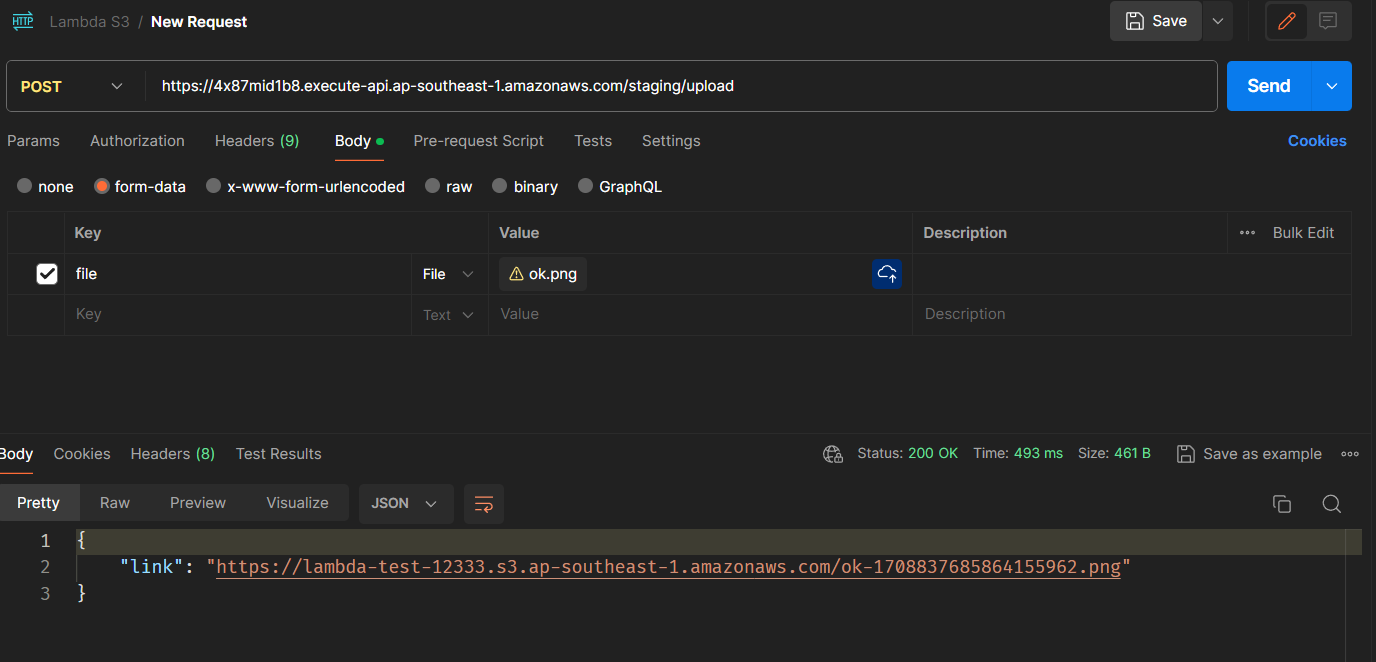 HTTP Lambda S3 / New Request Save
POST https://4x87mid1b8.execute-api.ap-southeast-1.amazonaws.com/staging/upload Send
Params Authorization Headers (9) Body Pre-request Script Tests Settings Cookies
none form-data x-www-form-urlencoded raw binary GraphQL
Key Value Description Bulk Edit
file File ok.png
Key Text Value Description
Body Cookies Headers (8) Test Results Status: 200 OK Time: 493 ms Size: 461 B Save as example
Pretty Raw Preview Visualize JSON
1 {
2 "link": "https://lambda-test-12333.s3.ap-southeast-1.amazonaws.com/ok-1708837685864155962.png"
3 }